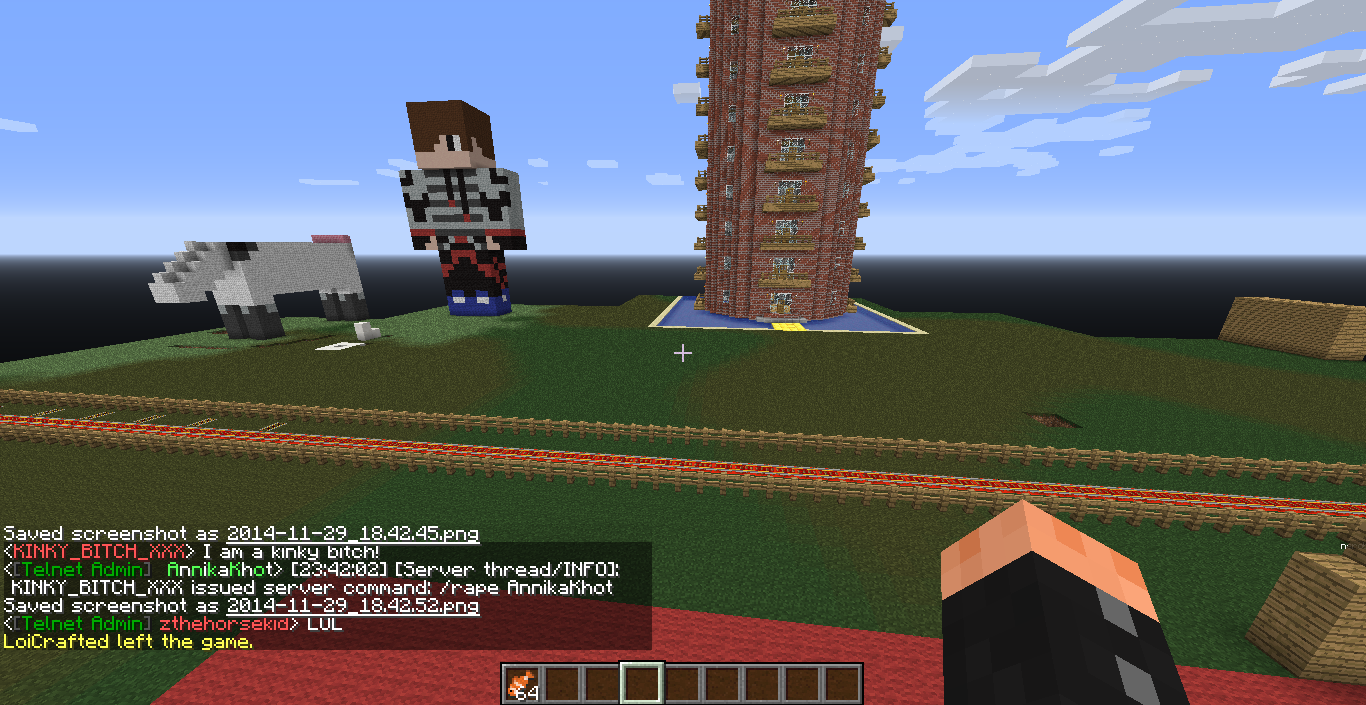 Saved screenshot as 2014-11-29_18.42.45.png
<KINKY_BITCH_XXX> I am a kinky bitch!
<[Telnet Admin] AnnikaKhot> [23:42:02] [Server thread/INFO]:
KINKY_BITCH_XXX issued server command: /rape AnnikaKhot
Saved screenshot as 2014-11-29_18.42.52.png
<[Telnet Admin] zthehorsekid> LUL
LoiCrafted left the game.
64